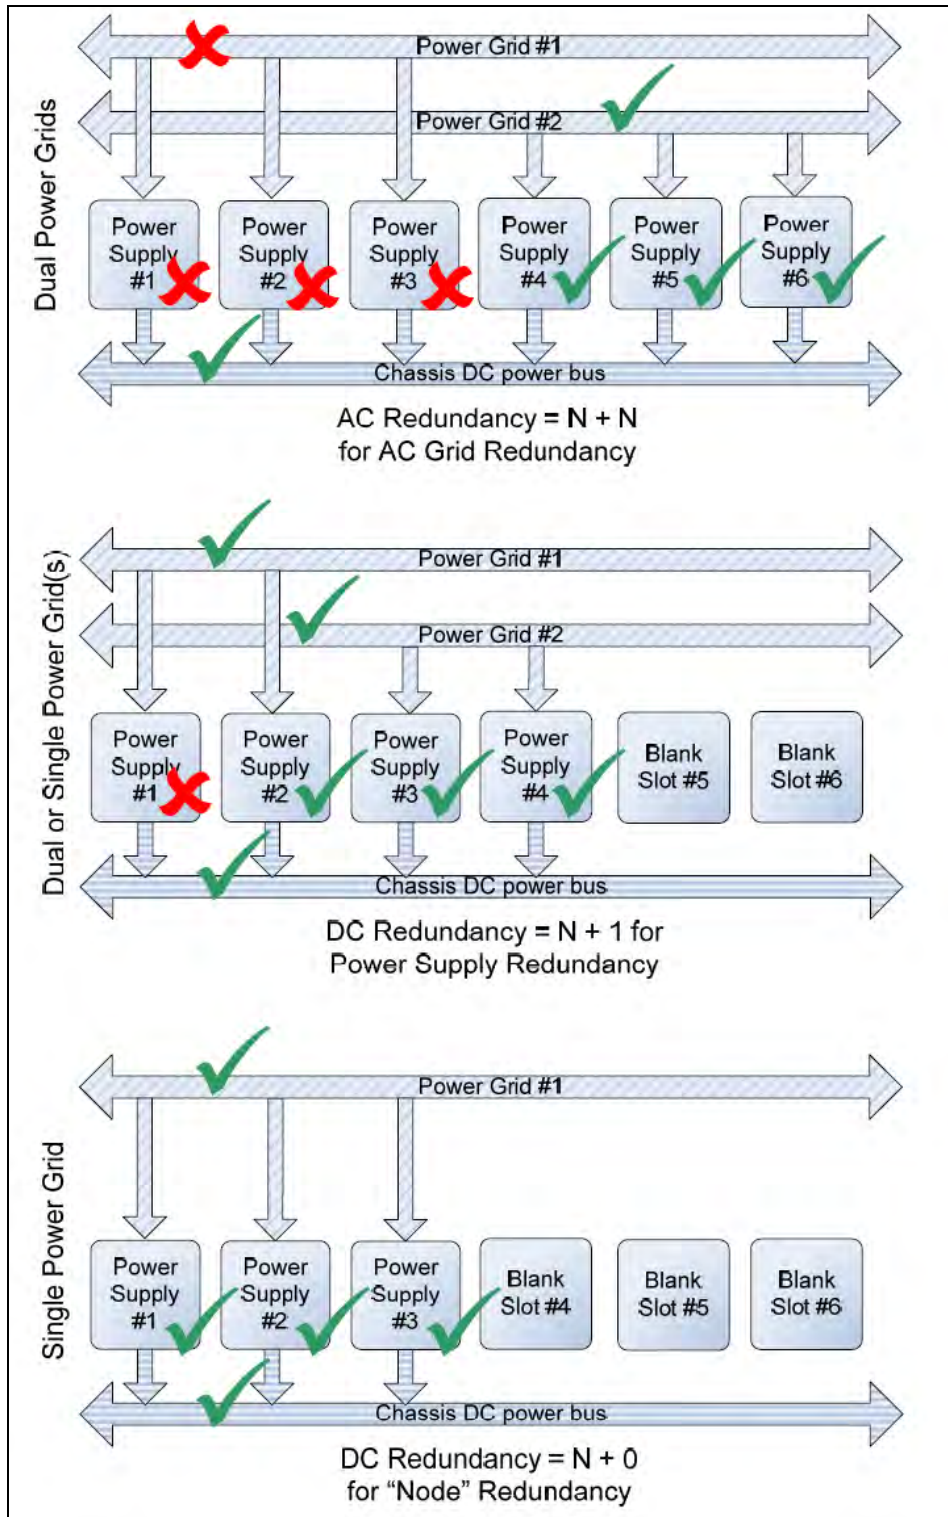 Dual Power Grids
Power Grid #1
Power Grid #2
Power
Supply
#1
Power
Supply
#2
Power
Supply
#3
Power
Supply
#4
Power
Supply
#5
Power
Supply
#6
Chassis DC power bus
AC Redundancy = N + N
for AC Grid Redundancy
Dual or Single Power Grid(s)
Power Grid #1
Power Grid #2
Power
Supply
#1
Power
Supply
#2
Power
Supply
#3
Power
Supply
#4
Blank
Slot #5
Blank
Slot #6
Chassis DC power bus
DC Redundancy = N + 1 for
Power Supply Redundancy
Single Power Grid
Power Grid #1
Power
Supply
#1
Power
Supply
#2
Power
Supply
#3
Blank
Slot #4
Blank
Slot #5
Blank
Slot #6
Chassis DC power bus
DC Redundancy = N + 0
for “Node” Redundancy